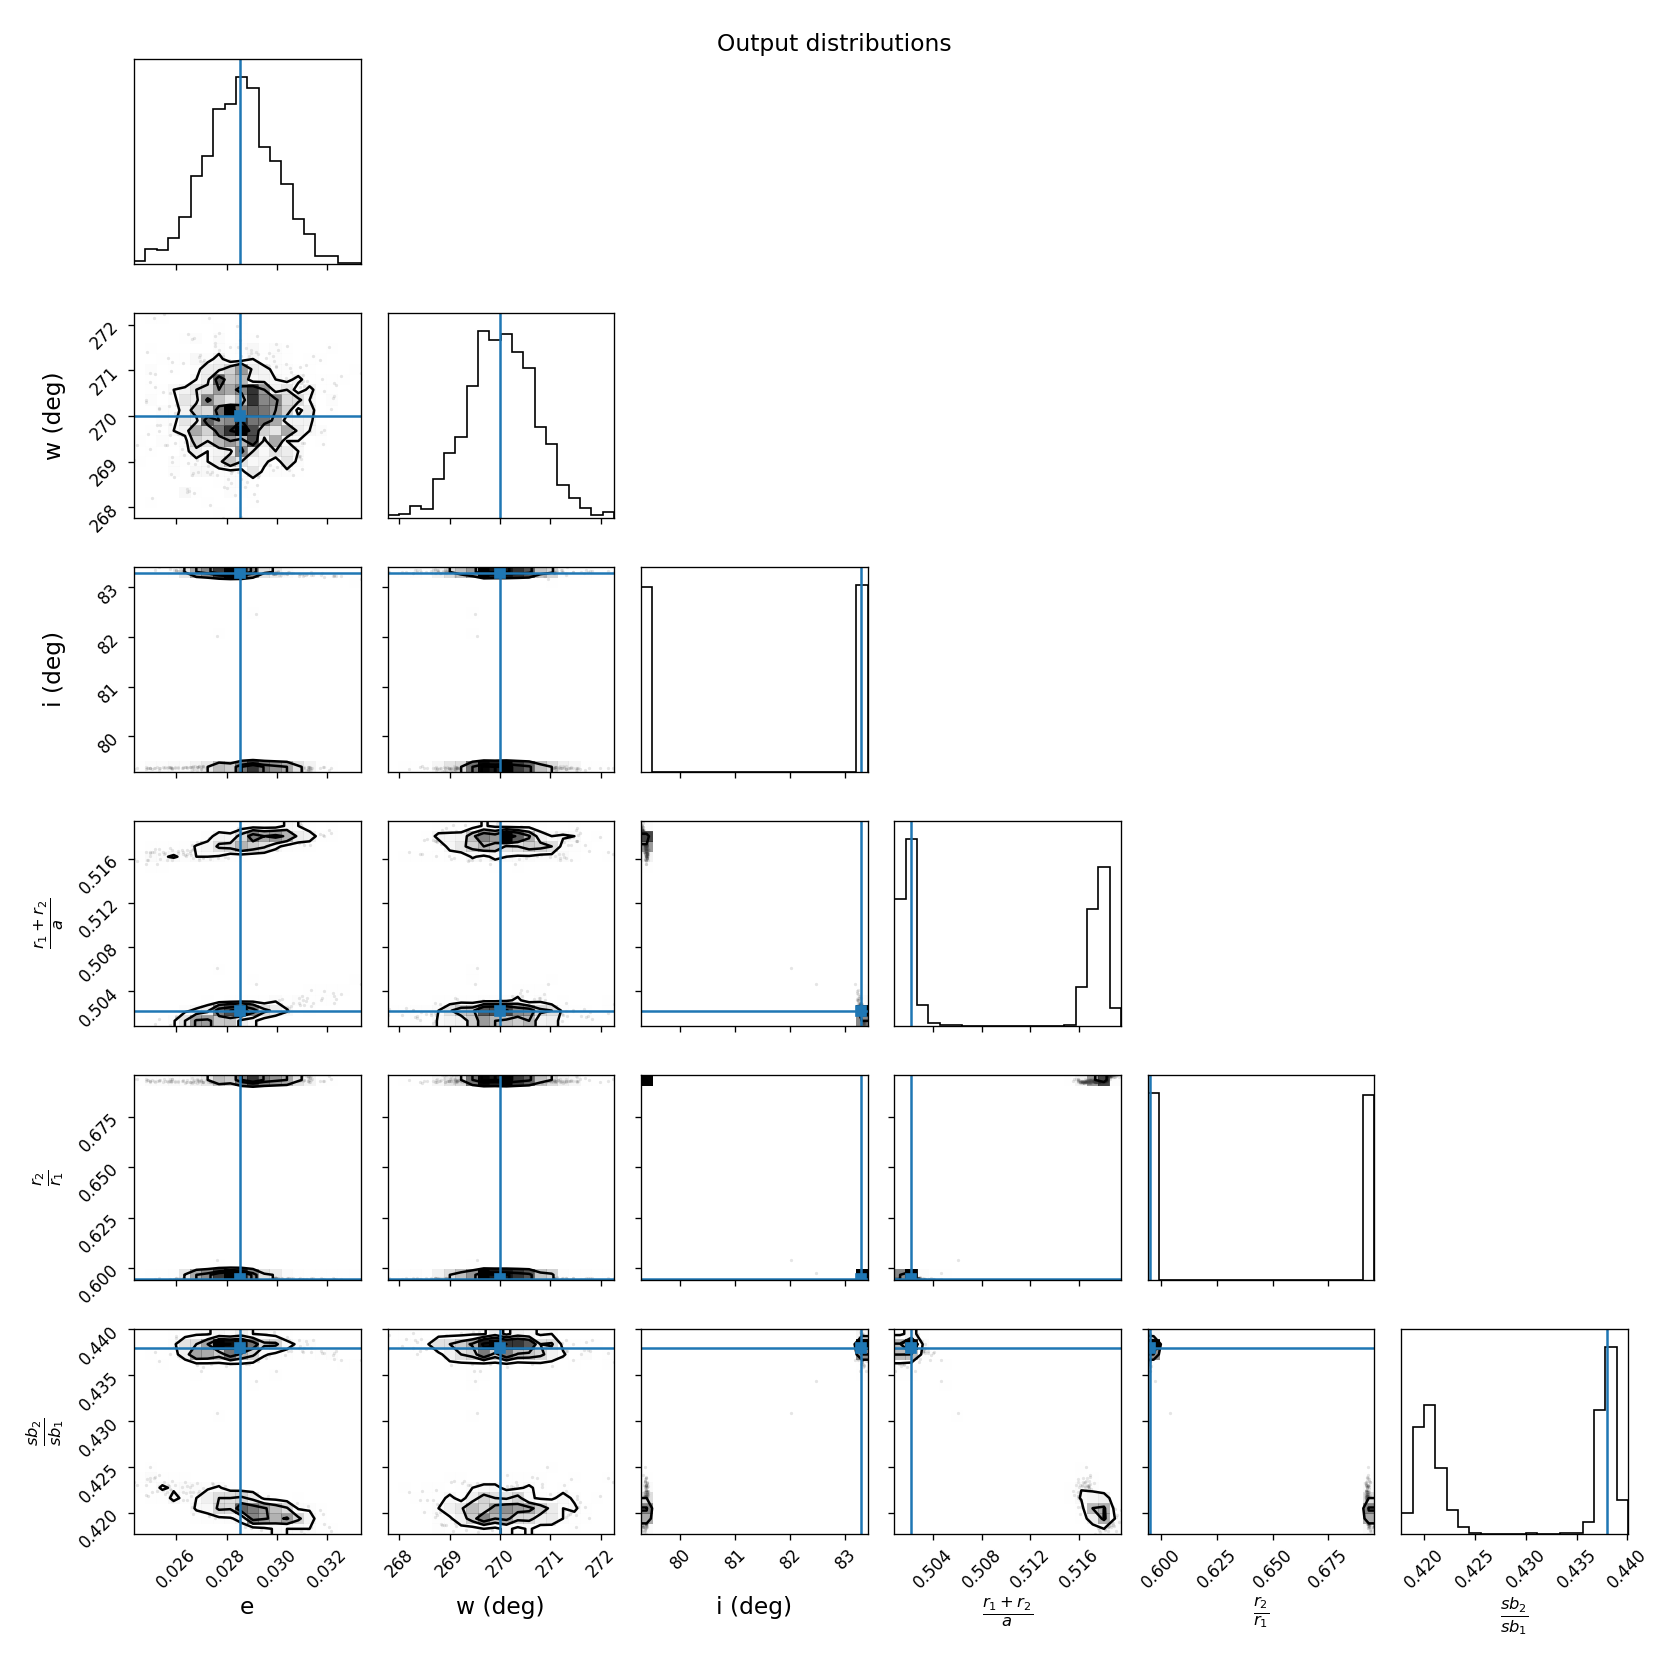 Output distributions
w (deg)
272
271
270
269
268
i (deg)
83
82
81
80
r₁ + r₂
a
0.516
0.512
0.508
0.504
r₂
r₁
0.675
0.650
0.625
0.600
sb₂
sb₁
0.440
0.435
0.430
0.425
0.420
0.026 0.028 0.030 0.032 268 269 270 271 272 80 81 82 83 0.504 0.508 0.512 0.516 0.600 0.625 0.650 0.675 0.420 0.425 0.430 0.435 0.440
e w (deg) i (deg) r₁ + r₂ r₂ sb₂
a r₁ sb₁